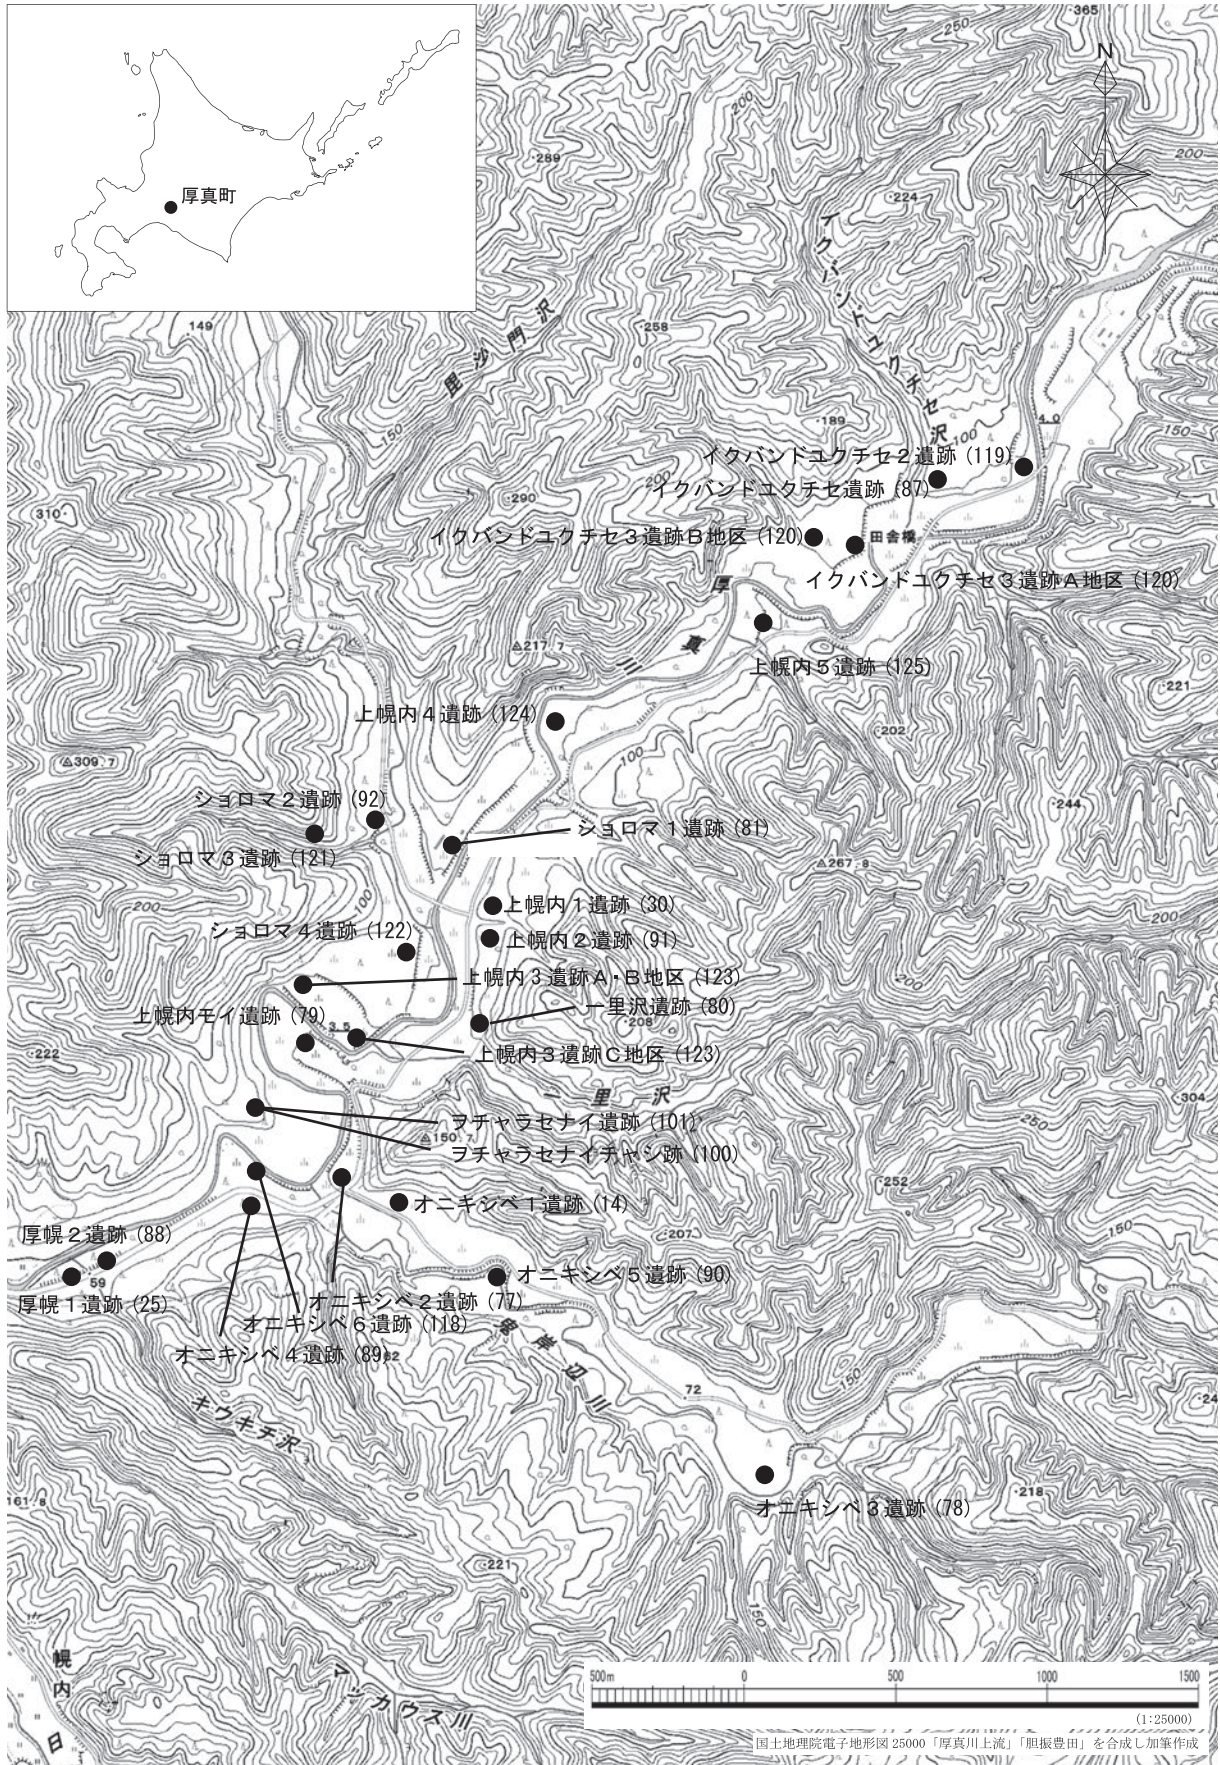 厚真町
N
365
250
200
200
289
224
149
258
毘沙門沢
イクバンドユクチセ沢
150
189
100
4.0
150
イクバンドユクチセ２遺跡 (119)
200
イクバンドユクチセ遺跡 (87)
290
310
イクバンドユクチセ３遺跡Ｂ地区 (120)
田舎橋
イクバンドユクチセ３遺跡Ａ地区 (120)
厚真川
217.7
上幌内５遺跡 (125)
221
上幌内４遺跡 (124)
202
100
309.7
ショロマ２遺跡 (92)
244
ショロマ１遺跡 (81)
ショロマ３遺跡 (121)
267.8
100
200
上幌内１遺跡 (30)
200
ショロマ４遺跡 (122)
上幌内２遺跡 (91)
上幌内３遺跡Ａ・Ｂ地区 (123)
200
一里沢遺跡 (80)
上幌内モイ遺跡 (79)
3.5
208
222
上幌内３遺跡Ｃ地区 (123)
一里沢
304
ヲチャラセナイ遺跡 (101)
250
150.7
ヲチャラセナイチャシ跡 (100)
252
オニキシベ１遺跡 (14)
厚幌２遺跡 (88)
207
150
オニキシベ５遺跡 (90)
59
厚幌１遺跡 (25)
オニキシベ２遺跡 (77)
オニキシベ６遺跡 (118)
オニキシベ４遺跡 (89)
鬼岸辺川
150
72
キウキチ沢
161.8
218
オニキシベ３遺跡 (78)
221
150
幌内
マッカウス川
日
500m 0 500 1000 1500
(1:25000)
国土地理院電子地形図 25000「厚真川上流」「胆振豊田」を合成し加筆作成